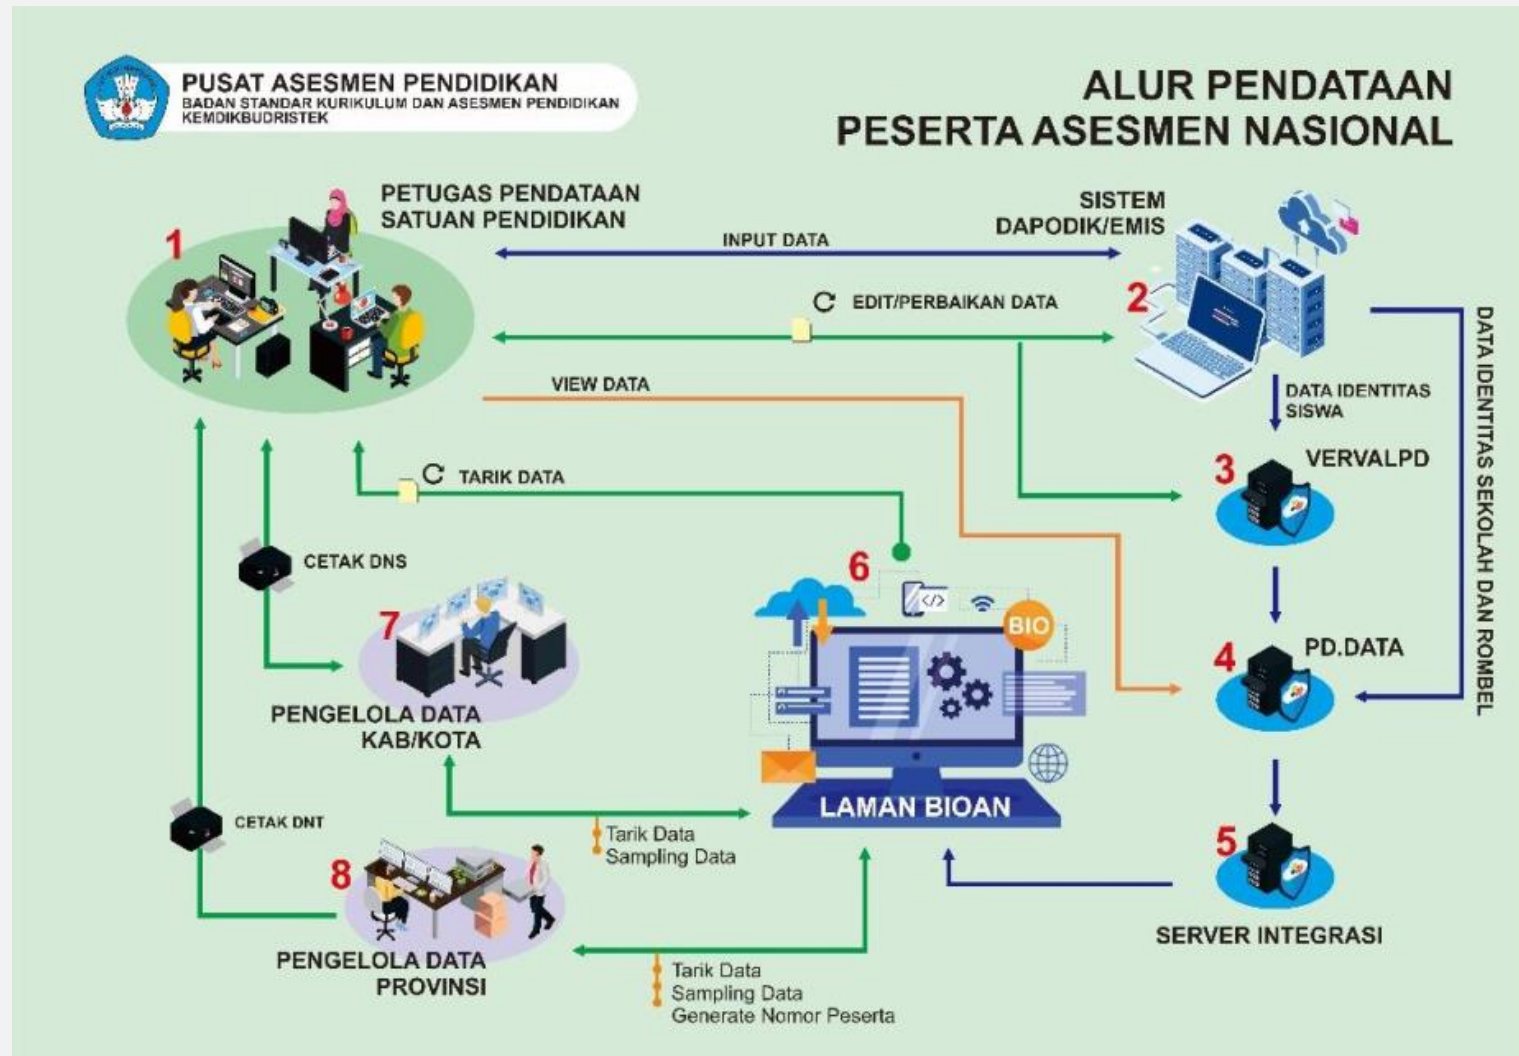 PUSAT ASESMEN PENDIDIKAN
BADAN STANDAR KURIKULUM DAN ASESMEN PENDIDIKAN
KEMDIKBUDRISTEK
ALUR PENDATAAN
PESERTA ASESMEN NASIONAL
1
PETUGAS PENDATAAN
SATUAN PENDIDIKAN
INPUT DATA
SISTEM
DAPODIK/EMIS
2
EDIT/PERBAIKAN DATA
VIEW DATA
DATA IDENTITAS
SISWA
DATA IDENTITAS SEKOLAH DAN ROMBEL
TARIK DATA
3
VERVALPD
CETAK DNS
6
</>
BIO
7
4
PD.DATA
PENGELOLA DATA
KAB/KOTA
LAMAN BIOAN
CETAK DNT
Tarik Data
Sampling Data
5
SERVER INTEGRASI
8
PENGELOLA DATA
PROVINSI
Tarik Data
Sampling Data
Generate Nomor Peserta